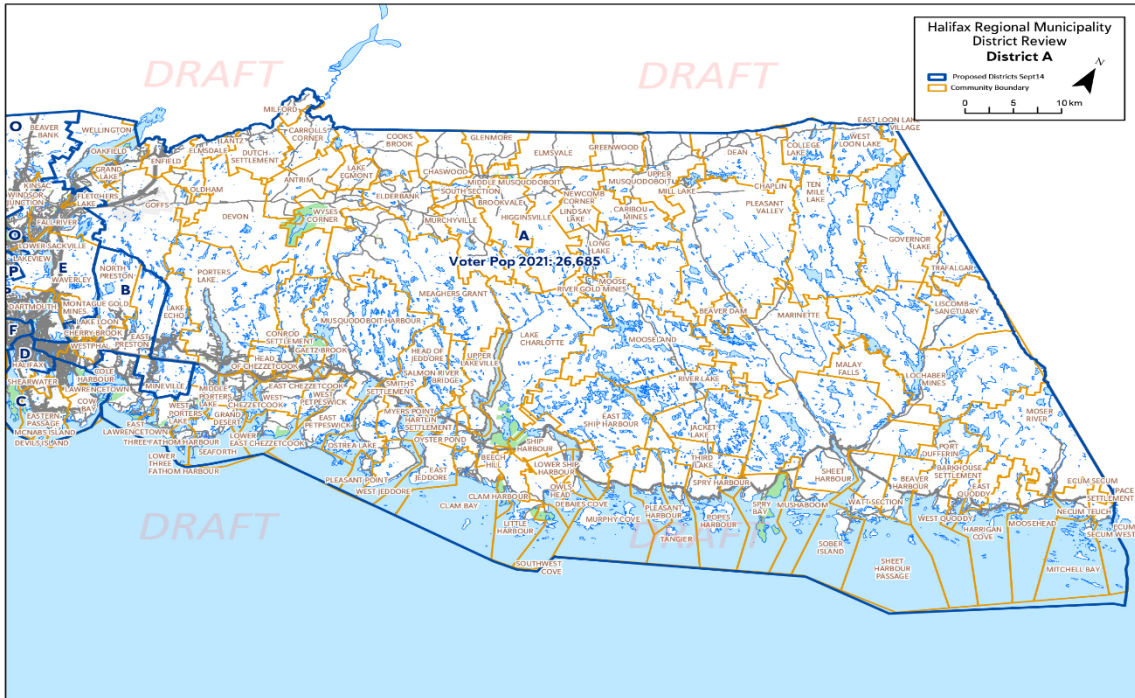 Halifax Regional Municipality
District Review
District A
N
Proposed Districts Sept14
Community Boundary
0 5 10 km
DRAFT
DRAFT
DRAFT
DRAFT
A
Voter Pop 2021: 26,685
O
O
P
E
B
F
D
C
MILFORD
BEAVER
BANK
WELLINGTON
OAKFIELD
GRAND
LAKE
ENFIELD
ELMSDALE
LANTZ
DUTCH
SETTLEMENT
CARROLLS
CORNER
COOKS
BROOK
GLENMORE
ELMSVALE
GREENWOOD
DEAN
COLLEGE
LAKE
WEST
LOON LAKE
EAST LOON LAKE
VILLAGE
KINSAC
WINDSOR
JUNCTION
FLETCHERS
LAKE
FALL RIVER
GOFFS
OLDHAM
ANTRIM
LAKE
EGMONT
CHASWOOD
ELDERBANK
MIDDLE MUSQUODOBOIT
SOUTH SECTION
BROOKVALE
UPPER
MUSQUODOBOIT
MILL LAKE
NEWCOMB
CORNER
LINDSAY
LAKE
CARIBOU
MINES
CHAPLIN
PLEASANT
VALLEY
TEN
MILE
LAKE
DEVON
WYSES
CORNER
MURCHYVILLE
HIGGINSVILLE
LONG
LAKE
GOVERNOR LAKE
TRAFALGAR
LOWER SACKVILLE
LAKEVIEW
WAVERLEY
NORTH
PRESTON
PORTERS
LAKE
MEAGHERS GRANT
MOOSE
RIVER GOLD MINES
BEAVER DAM
MARINETTE
LISCOMB
SANCTUARY
DARTMOUTH
MONTAGUE GOLD
MINES
LAKE LOON
CHERRY BROOK
WESTPHAL
EAST
PRESTON
LAKE
ECHO
MUSQUODOBOIT HARBOUR
CONROD
SETTLEMENT
GAETZ BROOK
LAKE
CHARLOTTE
MOOSELAND
HALIFAX
SHEARWATER
COLE
HARBOUR
LAWRENCETOWN
COW
BAY
MINEVILLE
HEAD
OF CHEZZETCOOK
EAST CHEZZETCOOK
HEAD OF
JEDDORE
SALMON RIVER
BRIDGE
SMITHS
SETTLEMENT
UPPER
LAKEVILLE
RIVER LAKE
MALAY
FALLS
LOCHABER
MINES
EASTERN
PASSAGE
MCNABS ISLAND
DEVILS ISLAND
WEST
PORTERS
LAKE
MIDDLE
PORTERS
LAKE
GRAND
DESERT
WEST
CHEZZETCOOK
WEST
PETPESWICK
EAST
PETPESWICK
LOWER
EAST CHEZZETCOOK
EAST
LAWRENCETOWN
THREE FATHOM HARBOUR
SEAFORTH
LOWER
THREE
FATHOM HARBOUR
MYERS POINT
HARTLIN
SETTLEMENT
OYSTER POND
OSTREA LAKE
PLEASANT POINT
WEST JEDDORE
EAST
JEDDORE
CLAM BAY
CLAM HARBOUR
BEECH
HILL
SHIP
HARBOUR
LOWER SHIP
HARBOUR
EAST
SHIP HARBOUR
OWLS
HEAD
DEBAIES COVE
LITTLE
HARBOUR
SOUTHWEST
COVE
MURPHY COVE
JACKET
LAKE
THIRD
LAKE
SPRY HARBOUR
PLEASANT
HARBOUR
TANGIER
POPES
HARBOUR
SPRY
BAY
MUSHABOOM
SHEET
HARBOUR
WATT SECTION
SOBER
ISLAND
SHEET
HARBOUR
PASSAGE
BEAVER
HARBOUR
PORT
DUFFERIN
BARKHOUSE
SETTLEMENT
WEST QUODDY
EAST
QUODDY
HARRIGAN
COVE
MOOSEHEAD
MOSER
RIVER
MITCHELL BAY
NECUM TEUCH
ECUM SECUM
SETTLEMENT
ECUM
SECUM WEST